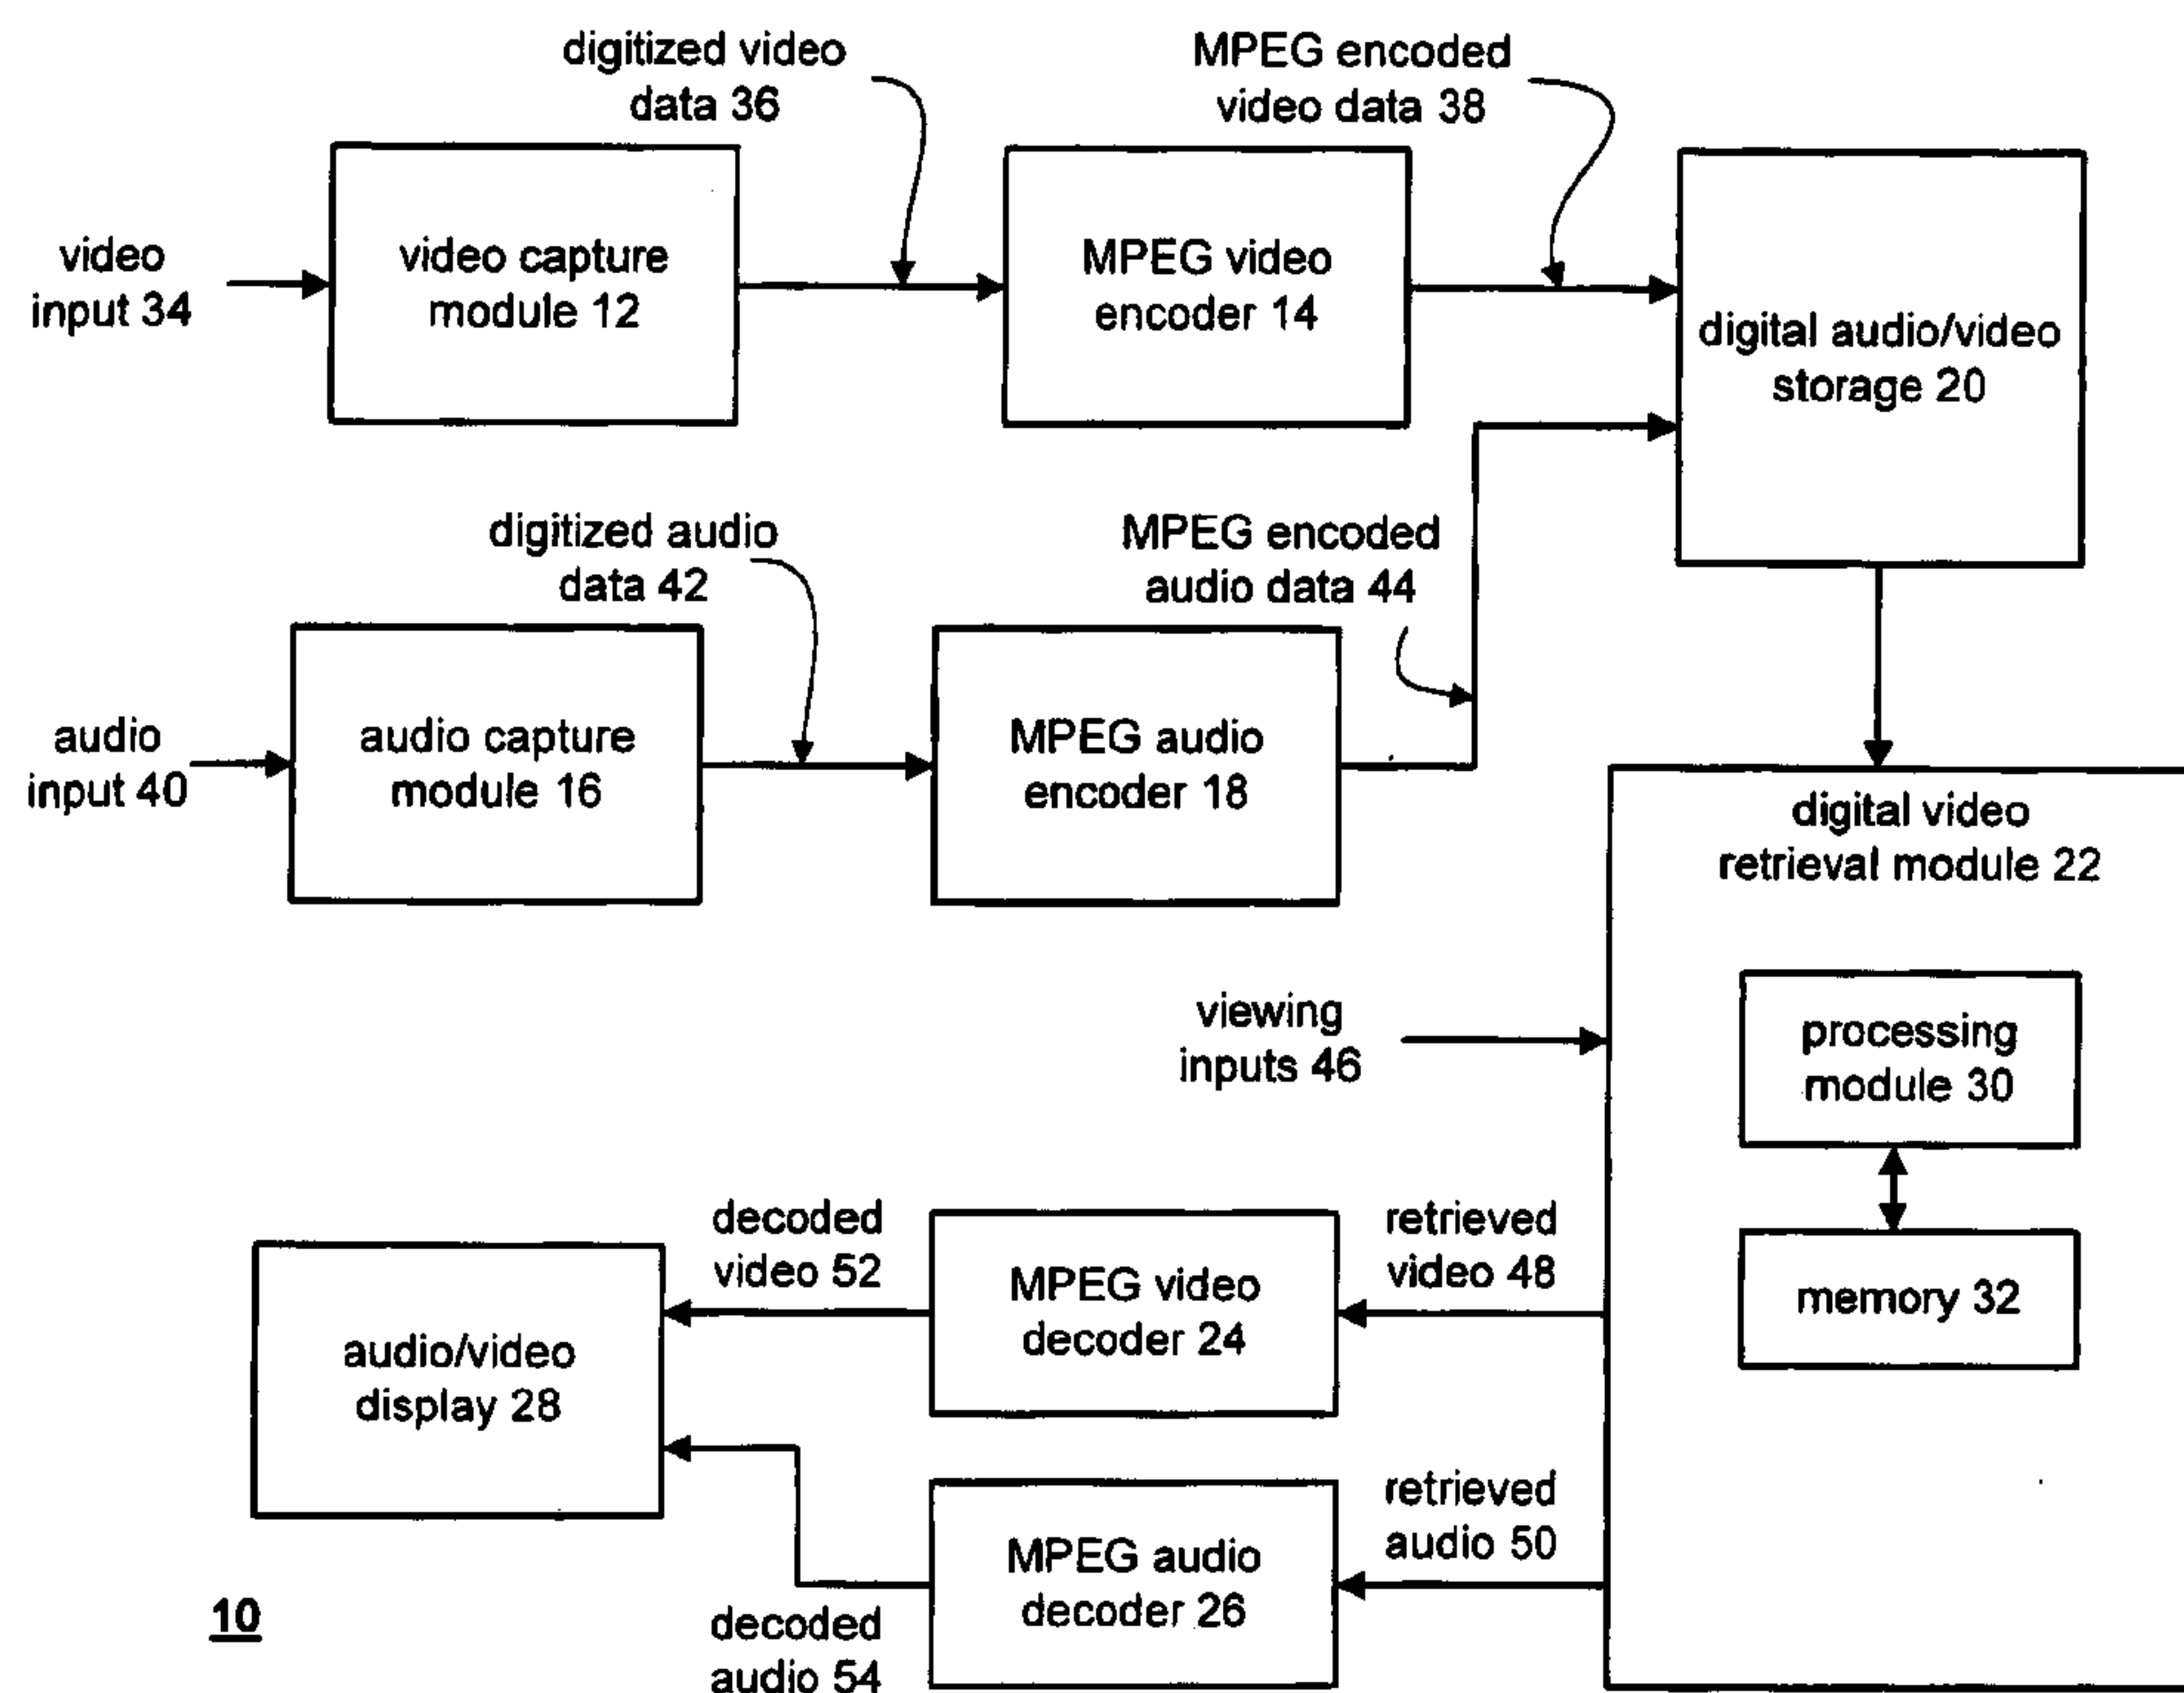 digitized video
data 36
MPEG encoded
video data 38
video
input 34
video capture
module 12
MPEG video
encoder 14
digital audio/video
storage 20
digitized audio
data 42
MPEG encoded
audio data 44
audio
input 40
audio capture
module 16
MPEG audio
encoder 18
digital video
retrieval module 22
viewing
inputs 46
processing
module 30
memory 32
decoded
video 52
MPEG video
decoder 24
retrieved
video 48
audio/video
display 28
retrieved
audio 50
MPEG audio
decoder 26
decoded
audio 54
10